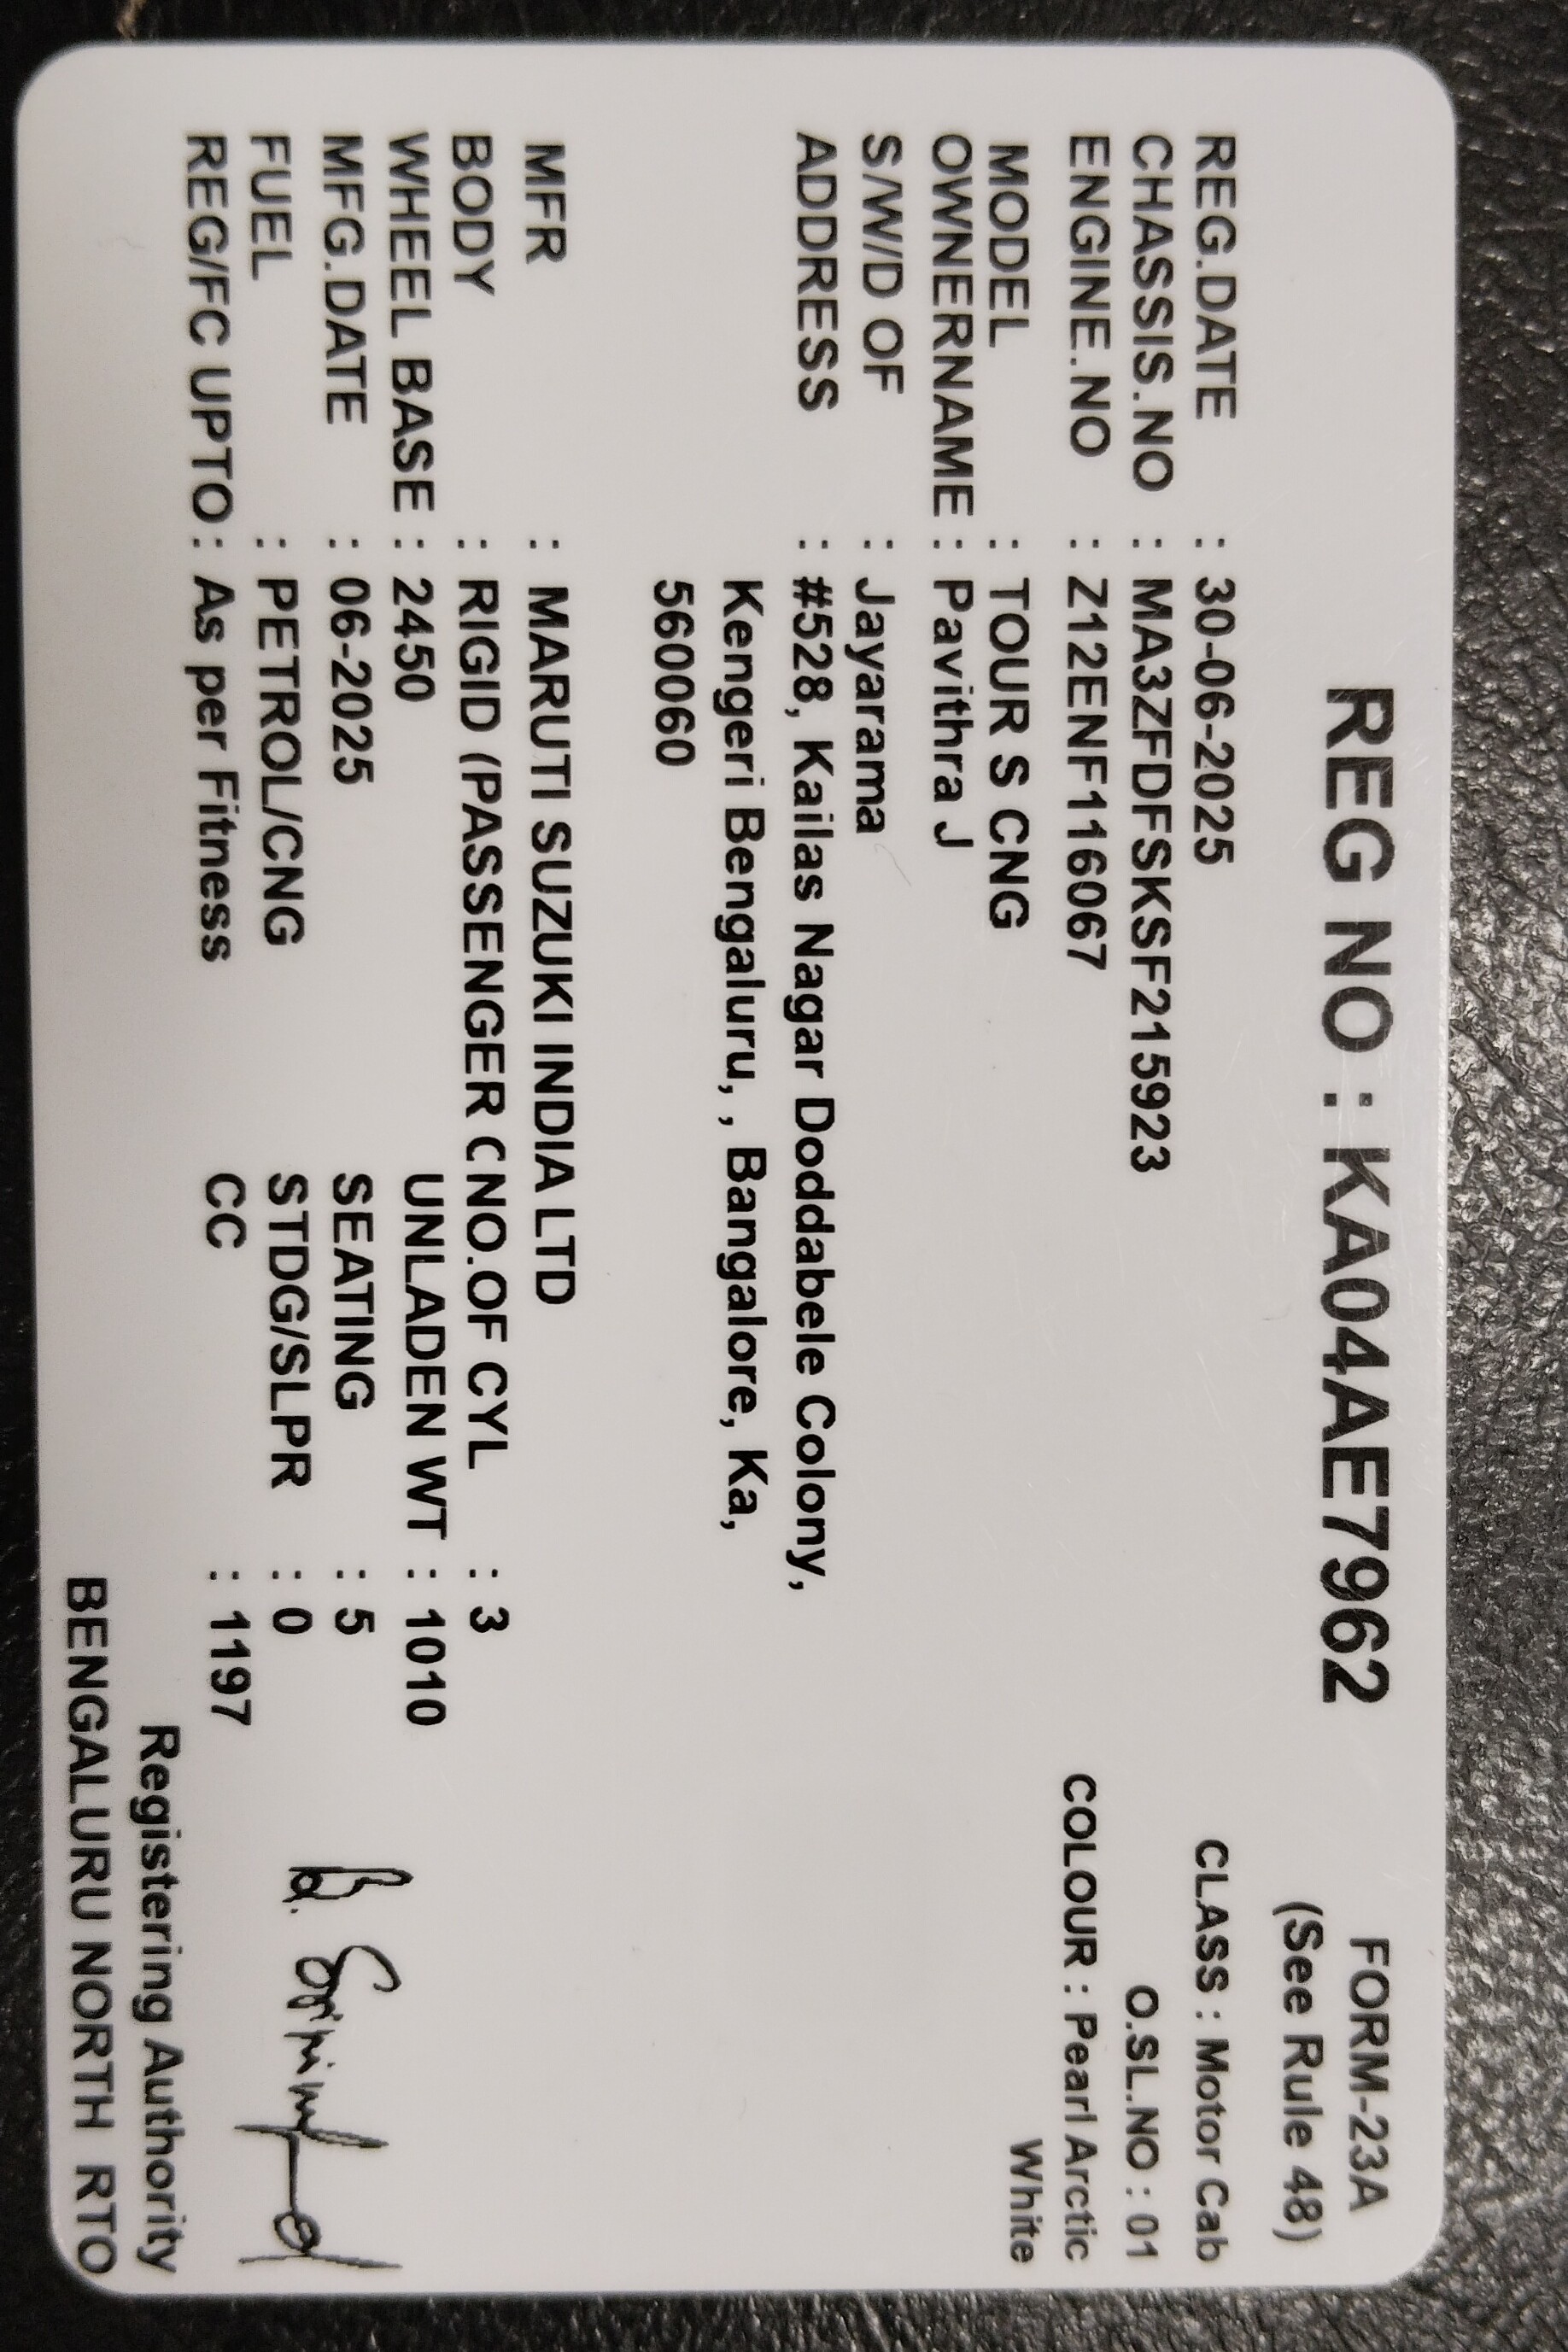 FORM-23A
(See Rule 48)
REG NO : KA04AE7962
REG.DATE : 30-06-2025 CLASS : Motor Cab
CHASSIS.NO : MA3ZFDFSKSF215923 O.SL.NO : 01
ENGINE.NO : Z12ENF116067 COLOUR : Pearl Arctic
White
MODEL : TOUR S CNG
OWNERNAME : Pavithra J
S/W/D OF : Jayarama
ADDRESS : #528, Kailas Nagar Doddabele Colony,
Kengeri Bengaluru, , Bangalore, Ka,
560060
MFR : MARUTI SUZUKI INDIA LTD
BODY : RIGID (PASSENGER C NO.OF CYL : 3
WHEEL BASE : 2450 UNLADEN WT : 1010
MFG.DATE : 06-2025 SEATING : 5
FUEL : PETROL/CNG STDG/SLPR : 0
REG/FC UPTO : As per Fitness CC : 1197
Registering Authority
BENGALURU NORTH RTO